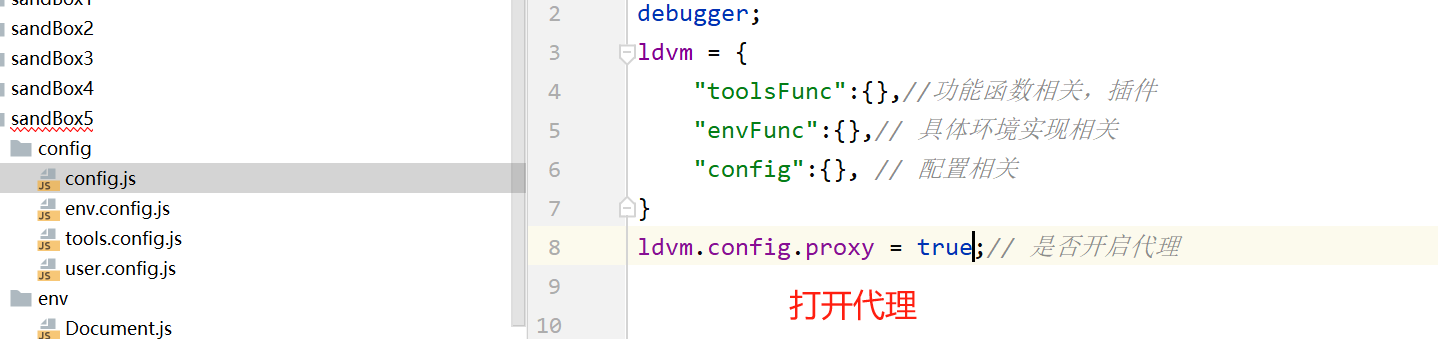 sandBox2
sandBox3
sandBox4
sandBox5
config
JS config.js
JS env.config.js
JS tools.config.js
JS user.config.js
env
JS Document.js
2 debugger;
3 ldvm = {
4 "toolsFunc":{},//功能函数相关，插件
5 "envFunc":{},// 具体环境实现相关
6 "config":{}, // 配置相关
7 }
8 ldvm.config.proxy = true;// 是否开启代理
9
打开代理
10